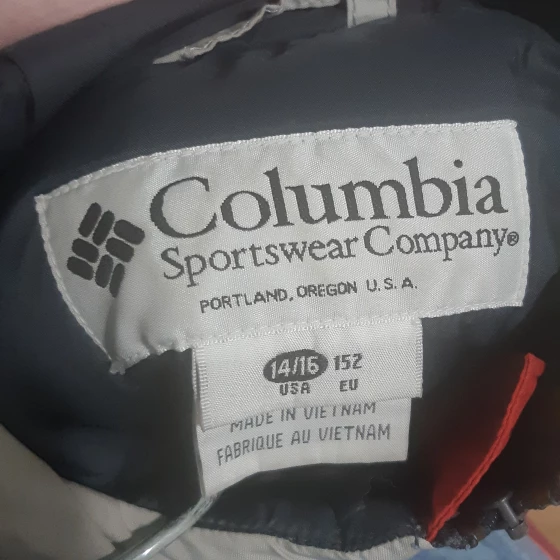 Columbia
Sportswear Company®
PORTLAND, OREGON U.S.A.
14/16 152
USA EU
MADE IN VIETNAM
FABRIQUE AU VIETNAM